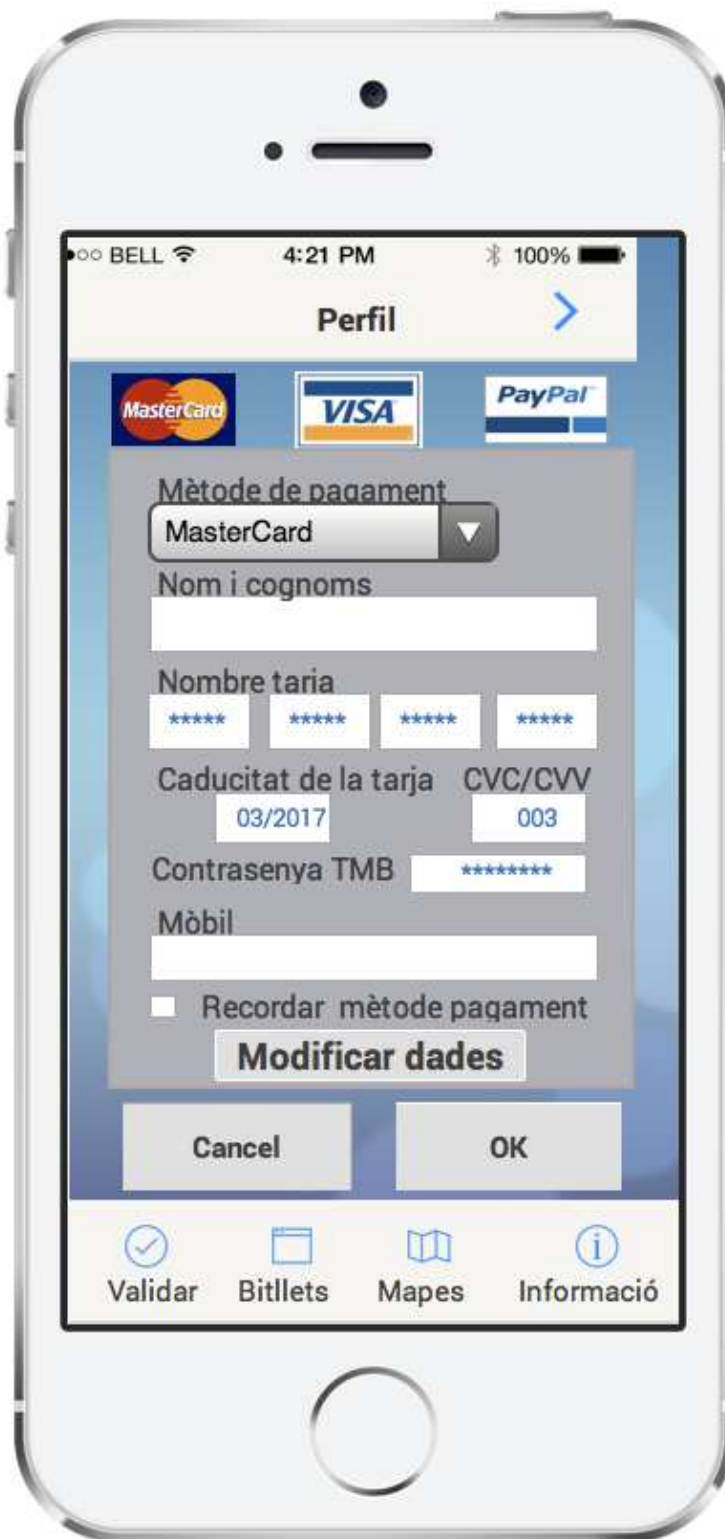 BELL 4:21 PM 100%
Perfil
MasterCard VISA PayPal
Mètode de pagament
MasterCard
Nom i cognoms
Nombre tarja
***** ***** ***** *****
Caducitat de la tarja CVC/CVV
03/2017 003
Contrasenya TMB ********
Mòbil
Recordar mètode pagament
Modificar dades
Cancel OK
Validar Bitllets Mapes Informació